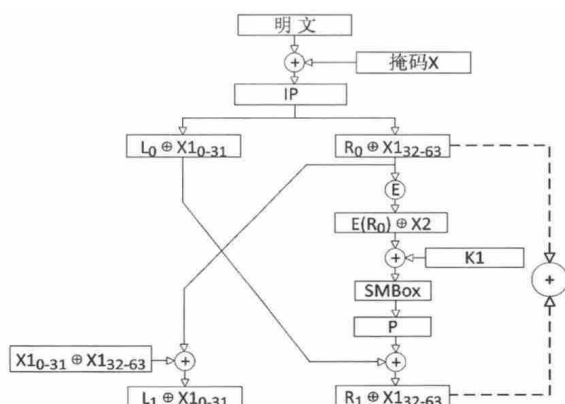 明文
掩码X
IP
L₀ ⊕ X1₀₋₃₁
R₀ ⊕ X1₃₂₋₆₃
E
E(R₀) ⊕ X2
K1
SMBox
P
X1₀₋₃₁ ⊕ X1₃₂₋₆₃
L₁ ⊕ X1₀₋₃₁
R₁ ⊕ X1₃₂₋₆₃